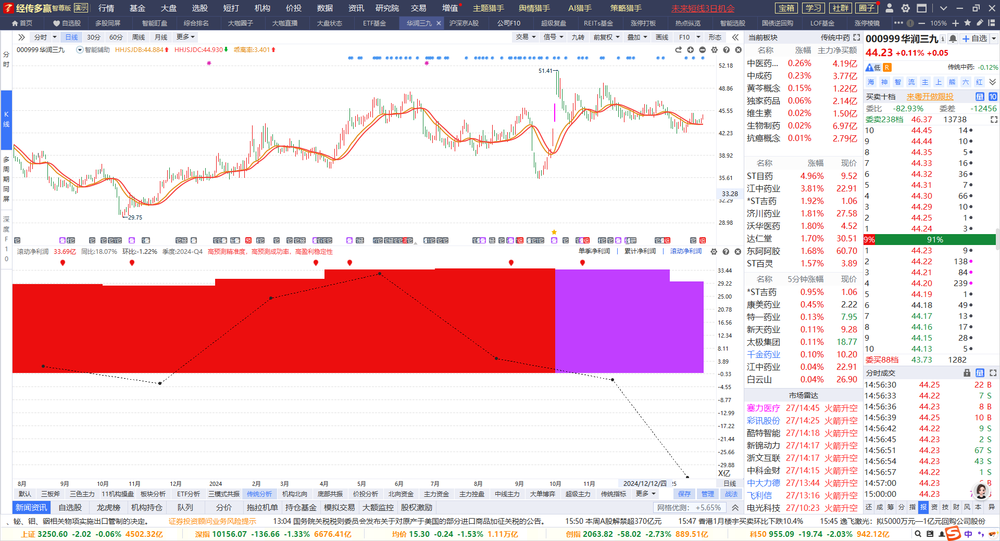 经传多赢 智尊版 演示 行情 基金 大盘 选股 短打 机构 价投 数据 资讯 研究院 交易 增值 主题猎手 舆情猎手 AI猎手 策略猎手 未来短线3日机会 宝箱 学习 社群 圈子
首页 自选股 多股同屏 智能盯盘 综合排名 大咖圈子 大咖直播 大盘状态 ETF基金 华润三九 沪深京A股 公司F10 超级复盘 REITs基金 涨停打板 热点纵览 智能选股 国债逆回购 LOF基金 涨停棱镜 105%
分时 日线 30分 60分 周线 月线 更多 交易 信号 九转 前复权 叠加 画线 F10 形态
000999 华润三九 智能辅助 HHJSJDB:44.884 HHJSJDC:44.930 乖离率:3.401
分时
K线
多周期同屏
深度F10
51.41
29.75
52.18
48.86
45.55
42.23
38.92
35.61
33.28
32.29
28.98
滚动净利润 33.69亿 同比:18.07% 环比:-1.22% 季度:2024-Q4 高预测精准度，高预测成功率，高盈利稳定性 单季净利润 | 累计净利润 | 滚动净利润
33.44
29.22
25.00
20.78
16.56
12.34
8.11
3.89
-0.33
-4.55
-8.77
-12.99
-17.22
-21.44
-25.66
-29.88
X亿
8月 9月 10月 11月 12月 2024 2月 3月 4月 5月 6月 7月 8月 9月 10月 11月 2024/12/12/四 25 日线
默认 三板斧 三色主力 11机构操盘 板块分析 ETF分析 三模式共振 传统分析 机构北向 底部共振 价投分析 北向资金 主力资金 主力控盘 中线主力 大单博弈 超级主力 传统指标 更多 保存 管理 战法
新闻资讯 自选股 龙虎榜 机构持仓 队列 分价 拖拉机单 持仓基金 模拟交易 大额监控 股权激励 网格优测： +5.65%
当前板块 传统中药
名称 涨幅 主力净买额
中医药... 0.26% 4.19亿
中成药 0.23% 3.77亿
黄芩概念 0.15% 1.22亿
独家药品 0.06% 2.14亿
维生素 0.02% 1.50亿
生物制药 0.02% 6.97亿
抗癌概念 0.01% 2.79亿
名称 涨幅 现价
ST目药 4.96% 9.52
江中药业 3.81% 22.91
*ST吉药 1.92% 1.06
济川药业 1.81% 27.58
沃华医药 1.80% 4.52
达仁堂 1.70% 30.51
东阿阿胶 1.68% 60.70
ST百灵 1.57% 3.89
名称 5分钟涨幅 现价
*ST吉药 0.95% 1.06
康美药业 0.45% 2.22
特一药业 0.13% 7.95
新天药业 0.11% 9.28
太极集团 0.11% 18.77
千金药业 0.10% 10.20
江中药业 0.04% 22.91
白云山 0.04% 26.90
市场雷达
塞力医疗 27/14:45 火箭升空
彩讯股份 27/14:25 火箭升空
酷特智能 27/14:18 火箭升空
新锦动力 27/14:17 火箭升空
浙文互联 27/14:17 火箭升空
中科金财 27/14:15 火箭升空
中大力德 27/13:44 火箭升空
飞利信 27/13:16 火箭升空
电光科技 27/10:23 火箭升空
000999 华润三九 自选
44.23 +0.11% +0.05
低 R 传统中药: -0.12%
海 神 智 流 主 上 熊 六 红
买卖十档 来粤开做跟投 量 10
委比 -82.93% 委差 -12456
委卖238档 46.37 13738
10 44.45 14
9 44.44 10
8 44.35 5
7 44.33 16
6 44.32 36
5 44.31 7
4 44.30 66
3 44.29 10
2 44.25 1
1 44.24 3
9% 91%
1 44.23 9
2 44.22 138
3 44.21 84
4 44.20 239
5 44.19 1
6 44.18 49
7 44.17 13
8 44.16 17
9 44.15 28
10 44.13 5
委买88档 43.73 1282
分时成交 量
14:56:30 44.25 22 B
14:56:33 44.22 7 S
14:56:36 44.23 8 B
14:56:39 44.25 10 B
14:56:42 44.22 9 S
14:56:45 44.23 2 S
14:56:51 44.23 67 S
14:56:54 44.23 43 S
14:56:57 44.22 1 S
14:57:00 44.23 B
15:00:00 44.23
还 成 筹 分 指 报 资 技 财 风 本 异
、铋、钼、铟相关物项实施出口管制的决定。 证券投资顾问业务风险提示 13:04 国务院关税税则委员会发布关于对原产于美国的部分进口商品加征关税的公告。 15:50 本周A股解禁超370亿元 15:47 香港1月楼宇买卖环比下跌10.4% 15:45 逸飞激光：拟5000万元—1亿元回购公司股份
上证 3250.60 -2.02 -0.06% 4502.32亿 深指 10156.07 -136.66 -1.33% 6676.41亿 均价 15.30 -0.24 -1.53% 1.11万亿 创指 2063.82 -58.02 -2.73% 889.51亿 科50 955.09 -19.74 -2.03% 942.12亿 中